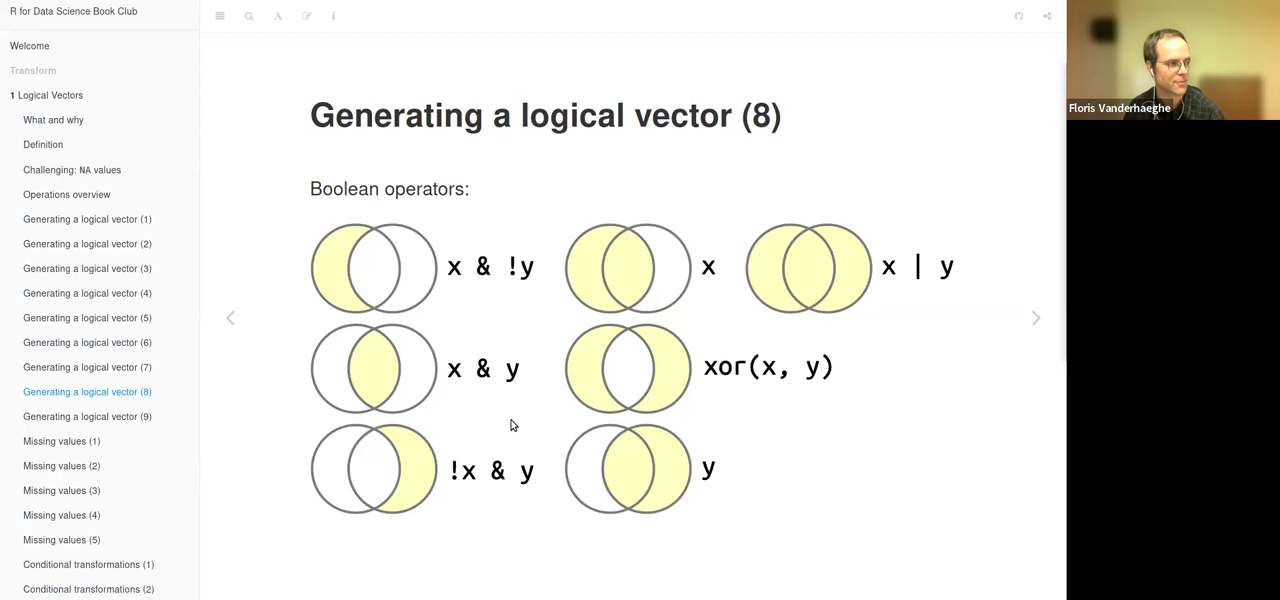 R for Data Science Book Club
Welcome
Transform
1 Logical Vectors
What and why
Definition
Challenging: NA values
Operations overview
Generating a logical vector (1)
Generating a logical vector (2)
Generating a logical vector (3)
Generating a logical vector (4)
Generating a logical vector (5)
Generating a logical vector (6)
Generating a logical vector (7)
Generating a logical vector (8)
Generating a logical vector (9)
Missing values (1)
Missing values (2)
Missing values (3)
Missing values (4)
Missing values (5)
Conditional transformations (1)
Conditional transformations (2)
Generating a logical vector (8)
Boolean operators:
x & !y
x
x | y
x & y
xor(x, y)
!x & y
y
Floris Vanderhaeghe